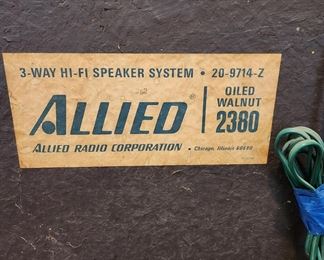 3-WAY HI-FI SPEAKER SYSTEM • 20-9714-Z
ALLIED®
OILED
WALNUT
2380
ALLIED RADIO CORPORATION • Chicago, Illinois 60680